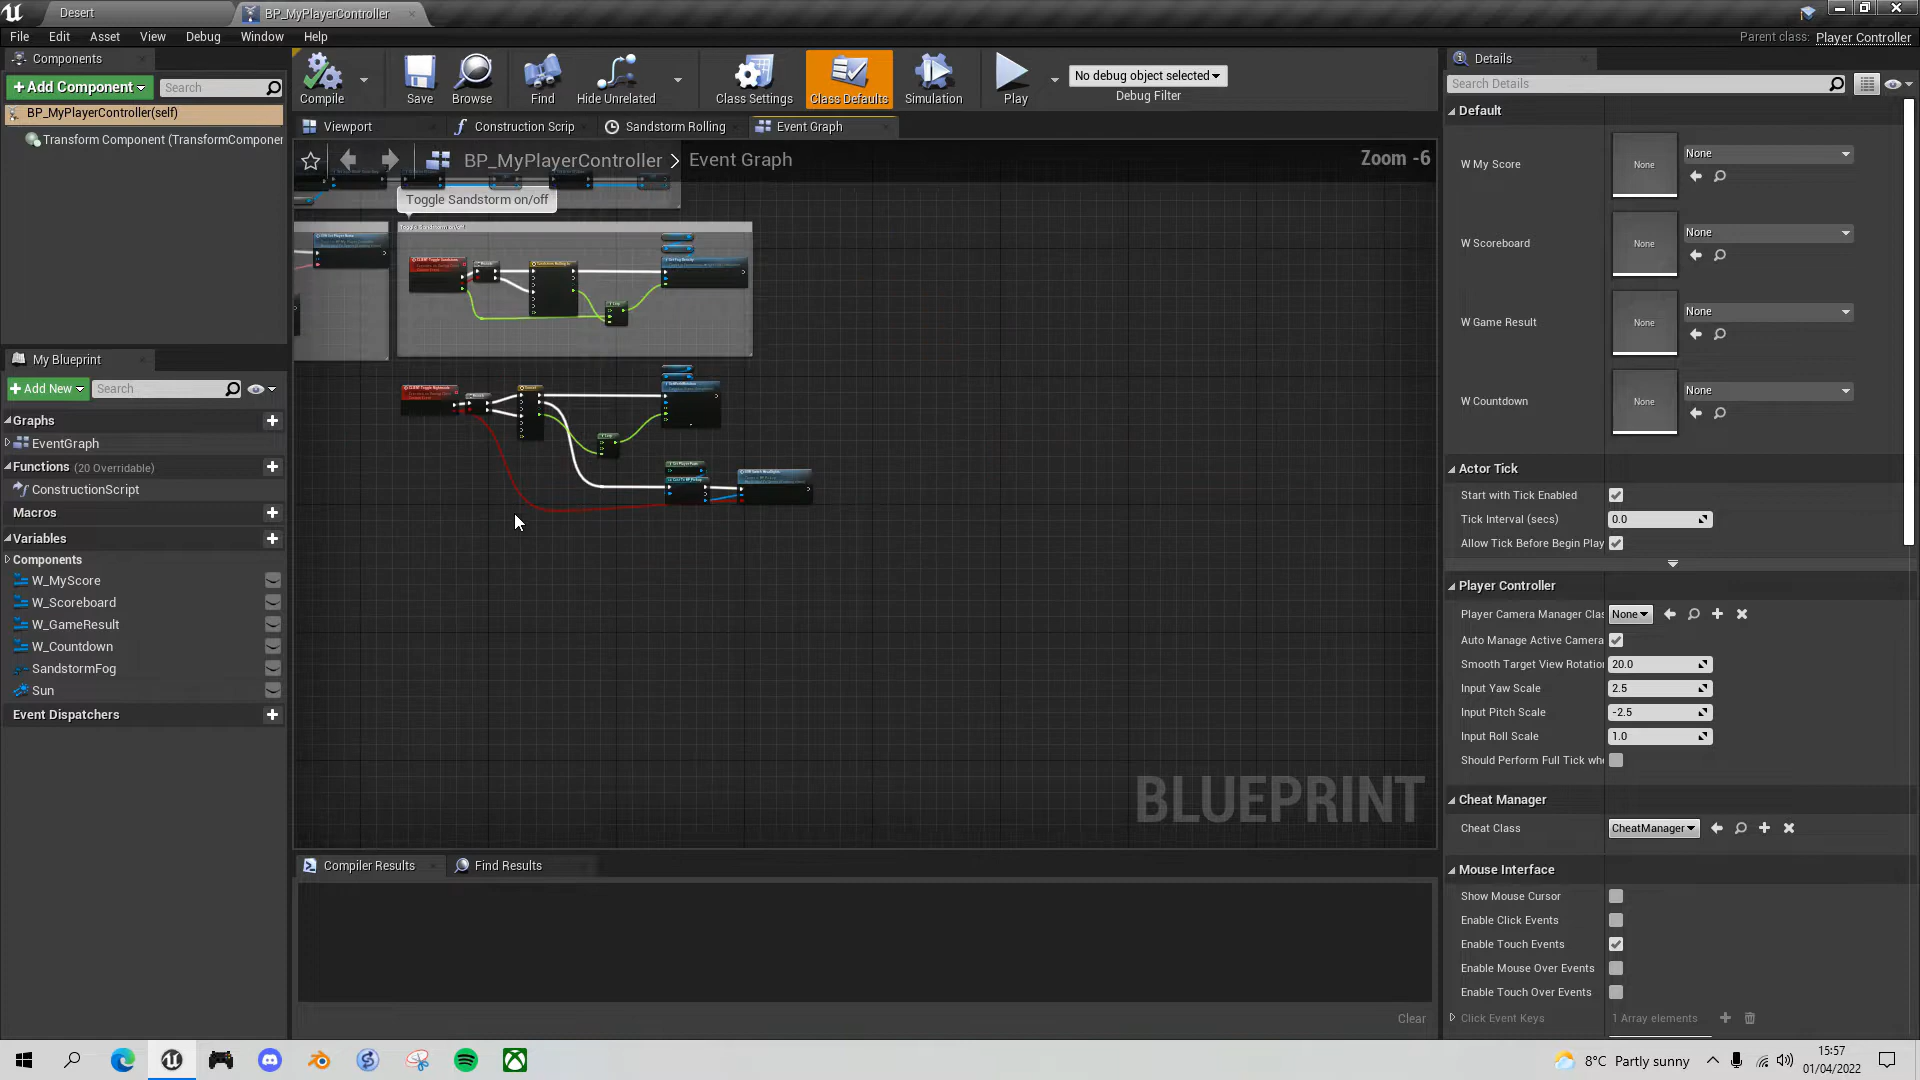 Desert
BP_MyPlayerController
File Edit Asset View Debug Window Help
Parent class: Player Controller
Components
+Add Component
Search
BP_MyPlayerController(self)
Transform Component (TransformComponer
Compile
Save
Browse
Find
Hide Unrelated
Class Settings
Class Defaults
Simulation
Play
No debug object selected
Debug Filter
Viewport
Construction Scrip
Sandstorm Rolling
Event Graph
BP_MyPlayerController > Event Graph
Zoom -6
Toggle Sandstorm on/off
Toggle Sandstorm on/off
BLUEPRINT
My Blueprint
+Add New
Search
Graphs
EventGraph
Functions (20 Overridable)
ConstructionScript
Macros
Variables
Components
W_MyScore
W_Scoreboard
W_GameResult
W_Countdown
SandstormFog
Sun
Event Dispatchers
Compiler Results
Find Results
Clear
Details
Search Details
Default
W My Score
None
None
W Scoreboard
None
None
W Game Result
None
None
W Countdown
None
None
Actor Tick
Start with Tick Enabled
Tick Interval (secs)
0.0
Allow Tick Before Begin Play
Player Controller
Player Camera Manager Clas
None
Auto Manage Active Camera
Smooth Target View Rotation
20.0
Input Yaw Scale
2.5
Input Pitch Scale
-2.5
Input Roll Scale
1.0
Should Perform Full Tick whe
Cheat Manager
Cheat Class
CheatManager
Mouse Interface
Show Mouse Cursor
Enable Click Events
Enable Touch Events
Enable Mouse Over Events
Enable Touch Over Events
Click Event Keys
1 Array elements
8°C Partly sunny
15:57
01/04/2022